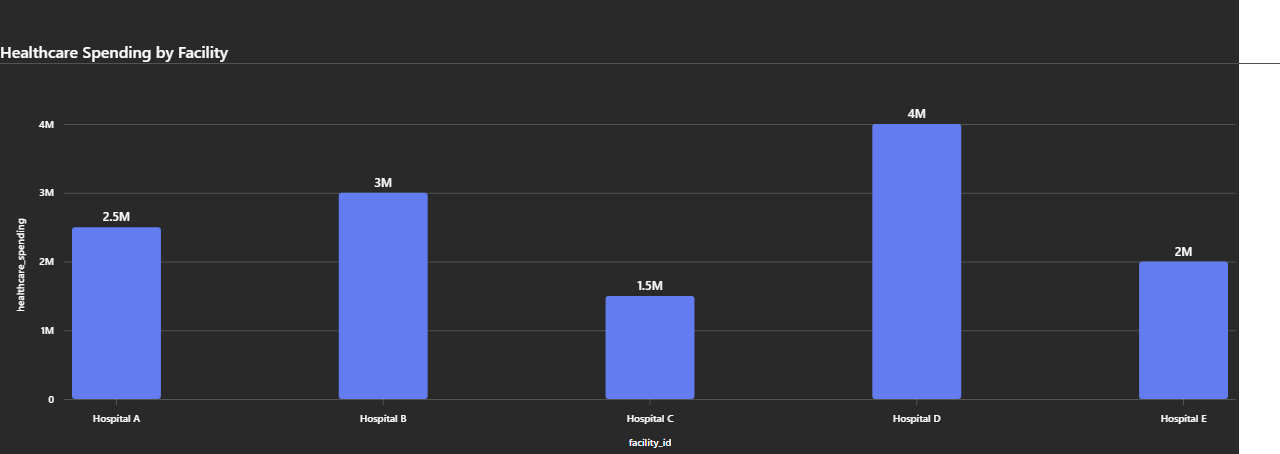 Healthcare Spending by Facility
4M
3M
2M
1M
0
healthcare_spending
2.5M
3M
1.5M
4M
2M
Hospital A
Hospital B
Hospital C
Hospital D
Hospital E
facility_id